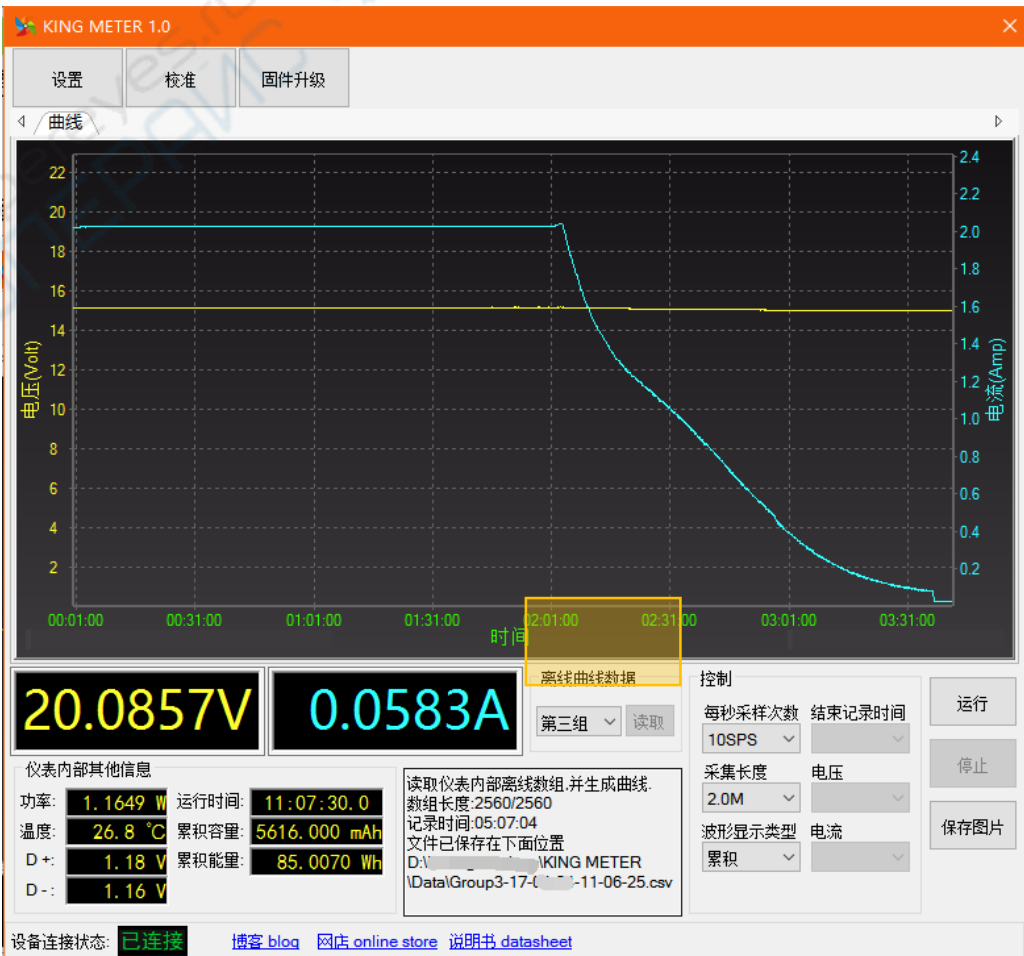 KING METER 1.0
设置 校准 固件升级
曲线
22
20
18
16
14
12
10
8
6
4
2
电压(Volt)
2.4
2.2
2.0
1.8
1.6
1.4
1.2
1.0
0.8
0.6
0.4
0.2
电流(Amp)
00:01:00 00:31:00 01:01:00 01:31:00 02:01:00 02:31:00 03:01:00 03:31:00
时间
20.0857V 0.0583A
离线曲线数据
第三组 读取
控制
每秒采样次数 结束记录时间
10SPS
采集长度 电压
2.0M
波形显示类型 电流
累积
运行
停止
保存图片
仪表内部其他信息
功率: 1.1649 W 运行时间: 11:07:30.0
温度: 26.8 ℃ 累积容量: 5616.000 mAh
D+: 1.18 V 累积能量: 85.0070 Wh
D-: 1.16 V
读取仪表内部离线数组.并生成曲线.
数组长度:2560/2560
记录时间:05:07:04
文件已保存在下面位置
D:\ \KING METER
\Data\Group3-17-0 -11-06-25.csv
设备连接状态: 已连接 博客 blog 网店 online store 说明书 datasheet